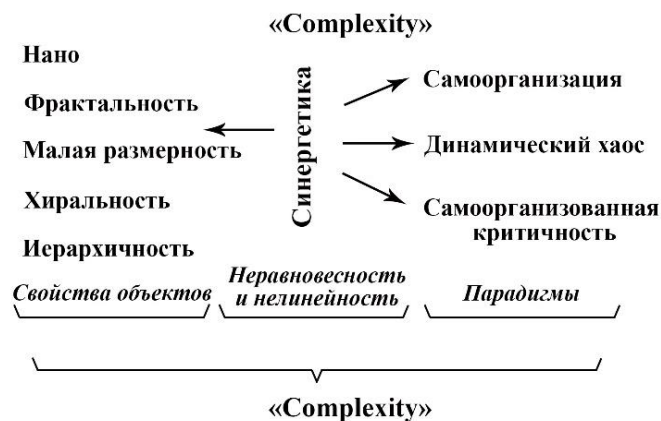 «Complexity»
Нано
Фрактальность
Малая размерность
Хиральность
Иерархичность
Синергетика
Самоорганизация
Динамический хаос
Самоорганизованная
критичность
Свойства объектов
Неравновесность
и нелинейность
Парадигмы
«Complexity»